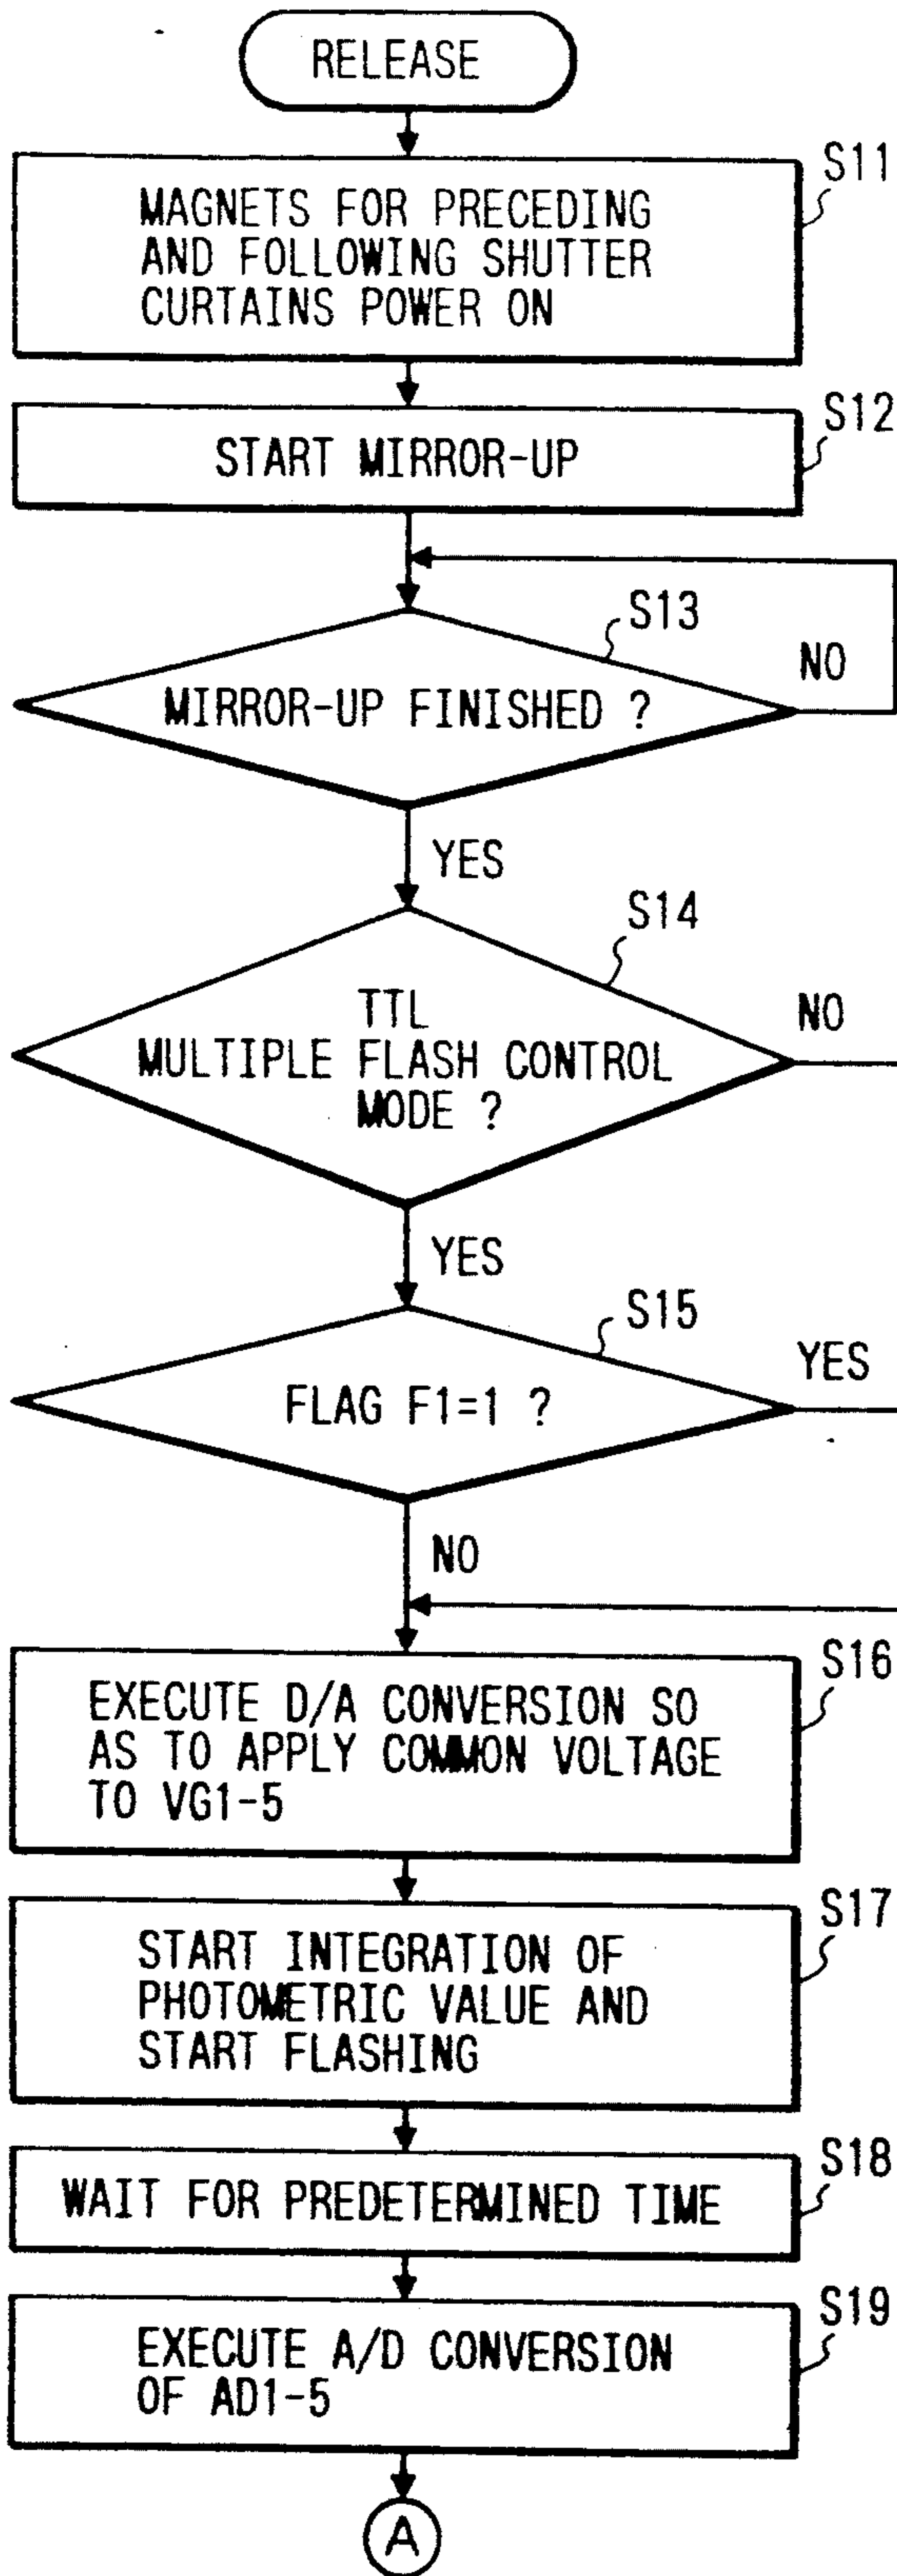 RELEASE
S11
MAGNETS FOR PRECEDING
AND FOLLOWING SHUTTER
CURTAINS POWER ON
S12
START MIRROR-UP
S13
NO
MIRROR-UP FINISHED ?
YES
S14
NO
TTL
MULTIPLE FLASH CONTROL
MODE ?
YES
S15
YES
FLAG F1=1 ?
NO
S16
EXECUTE D/A CONVERSION SO
AS TO APPLY COMMON VOLTAGE
TO VG1-5
S17
START INTEGRATION OF
PHOTOMETRIC VALUE AND
START FLASHING
S18
WAIT FOR PREDETERMINED TIME
S19
EXECUTE A/D CONVERSION
OF AD1-5
A